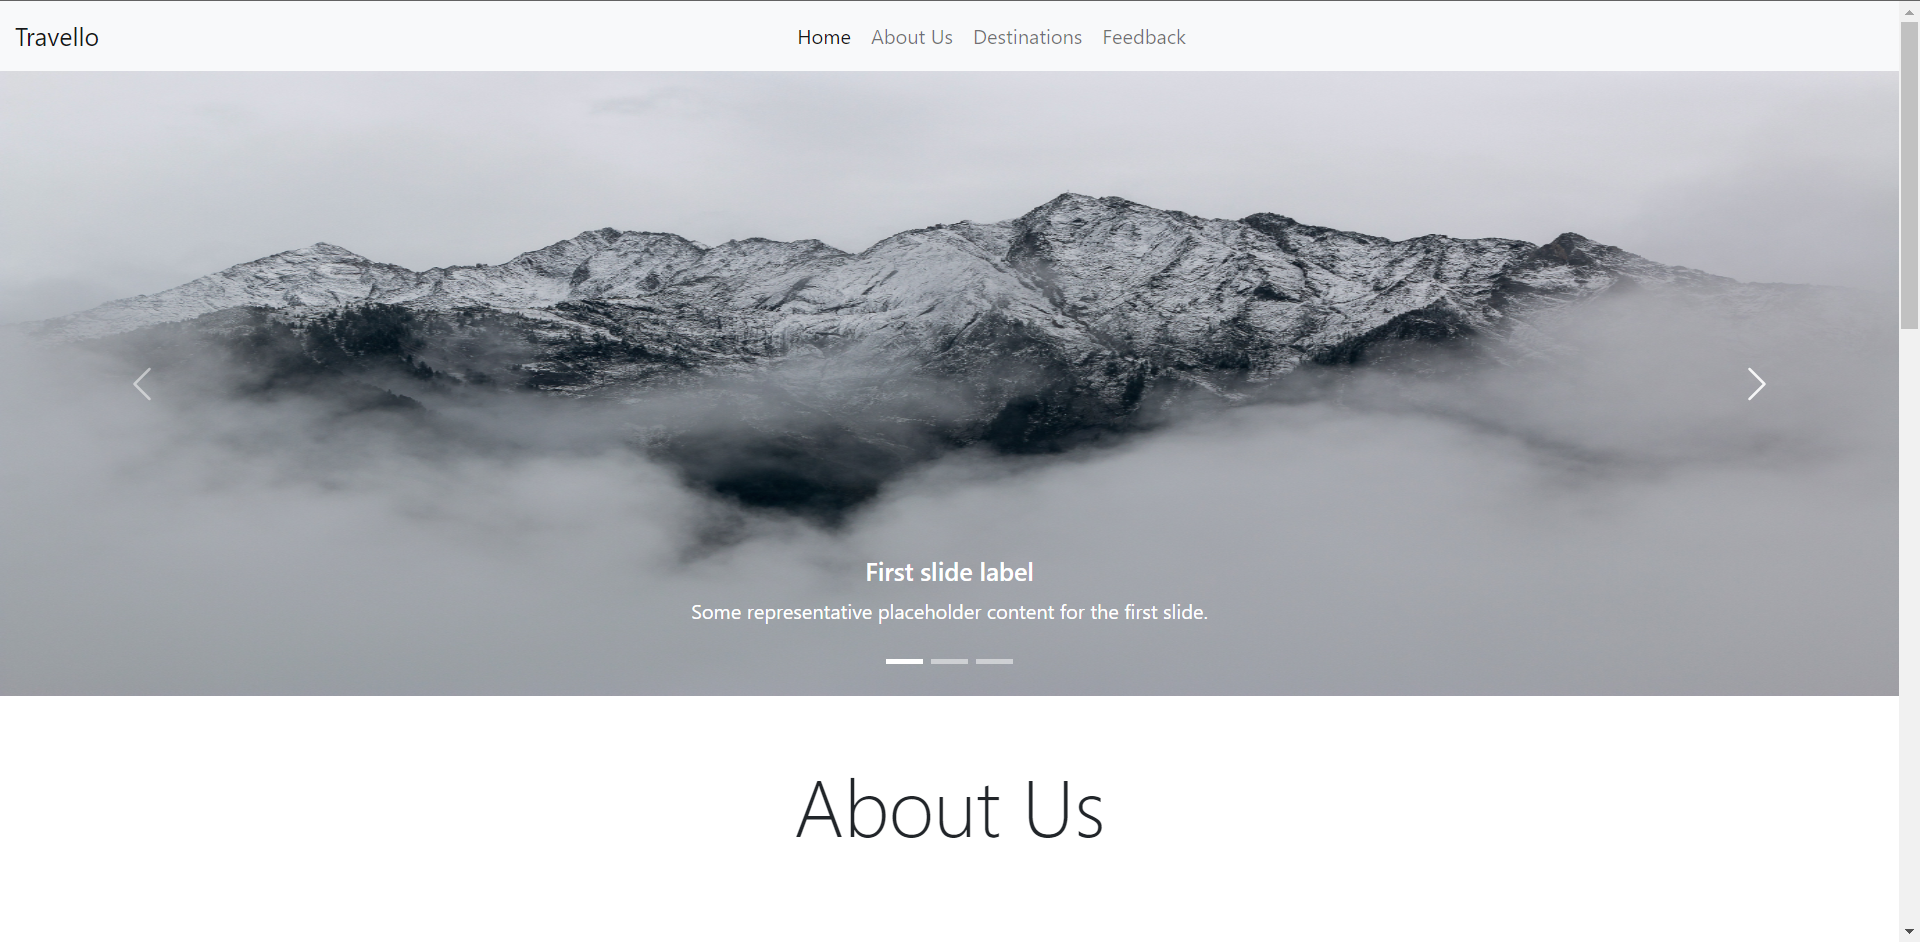 Travello
Home About Us Destinations Feedback
First slide label
Some representative placeholder content for the first slide.
About Us